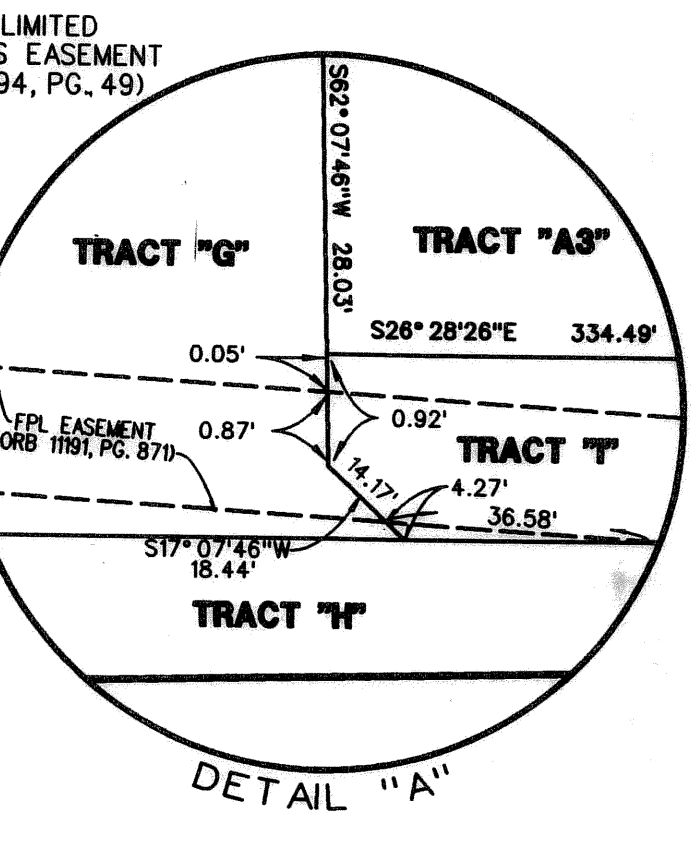 LIMITED
S EASEMENT
94, PG., 49)
S62° 07'46"W 28.03'
TRACT "G"
TRACT "A3"
S26° 28'26"E 334.49'
0.05'
FPL EASEMENT
ORB 11191, PG. 871)
0.87'
0.92'
TRACT "I"
14.17'
4.27'
36.58'
S17° 07'46"W
18.44'
TRACT "H"
DETAIL "A"